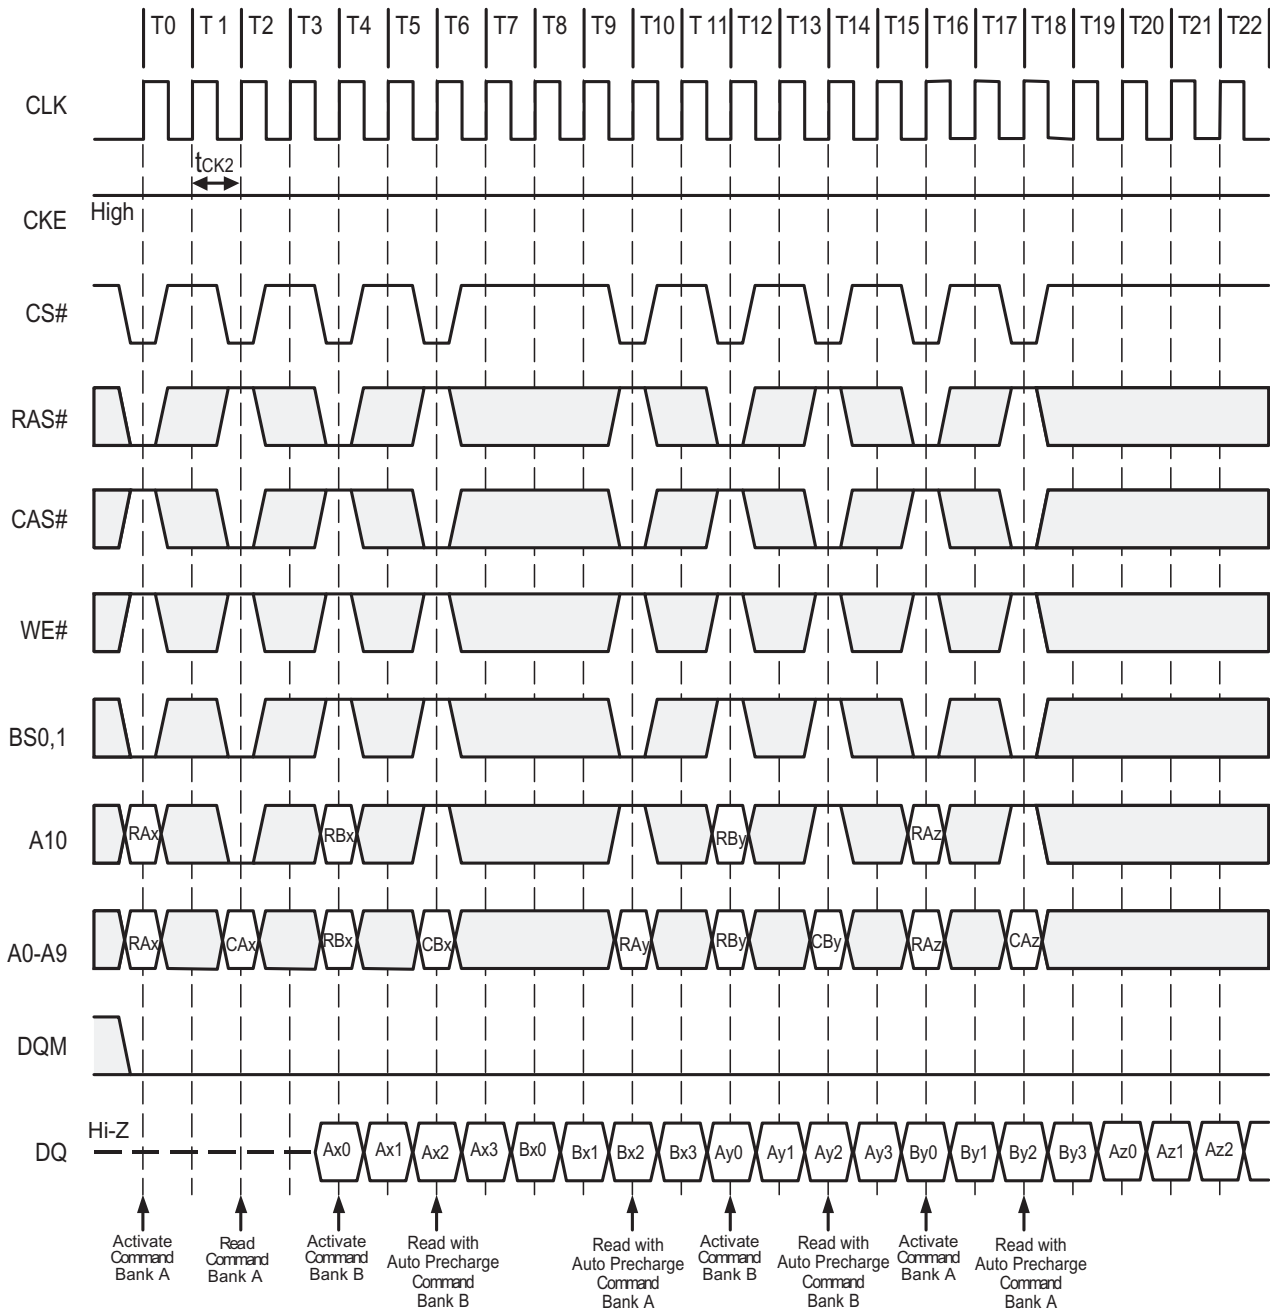 T0 T 1 T2 T3 T4 T5 T6 T7 T8 T9 T10 T 11 T12 T13 T14 T15 T16 T17 T18 T19 T20 T21 T22
CLK
tCK2
CKE High
CS#
RAS#
CAS#
WE#
BS0,1
A10 RAx RBx RBy RAz
A0-A9 RAx CAx RBx CBx RAy RBy CBy RAz CAz
DQM
DQ Hi-Z Ax0 Ax1 Ax2 Ax3 Bx0 Bx1 Bx2 Bx3 Ay0 Ay1 Ay2 Ay3 By0 By1 By2 By3 Az0 Az1 Az2
Activate
Command
Bank A
Read
Command
Bank A
Activate
Command
Bank B
Read with
Auto Precharge
Command
Bank B
Read with
Auto Precharge
Command
Bank A
Activate
Command
Bank B
Read with
Auto Precharge
Command
Bank B
Activate
Command
Bank A
Read with
Auto Precharge
Command
Bank A